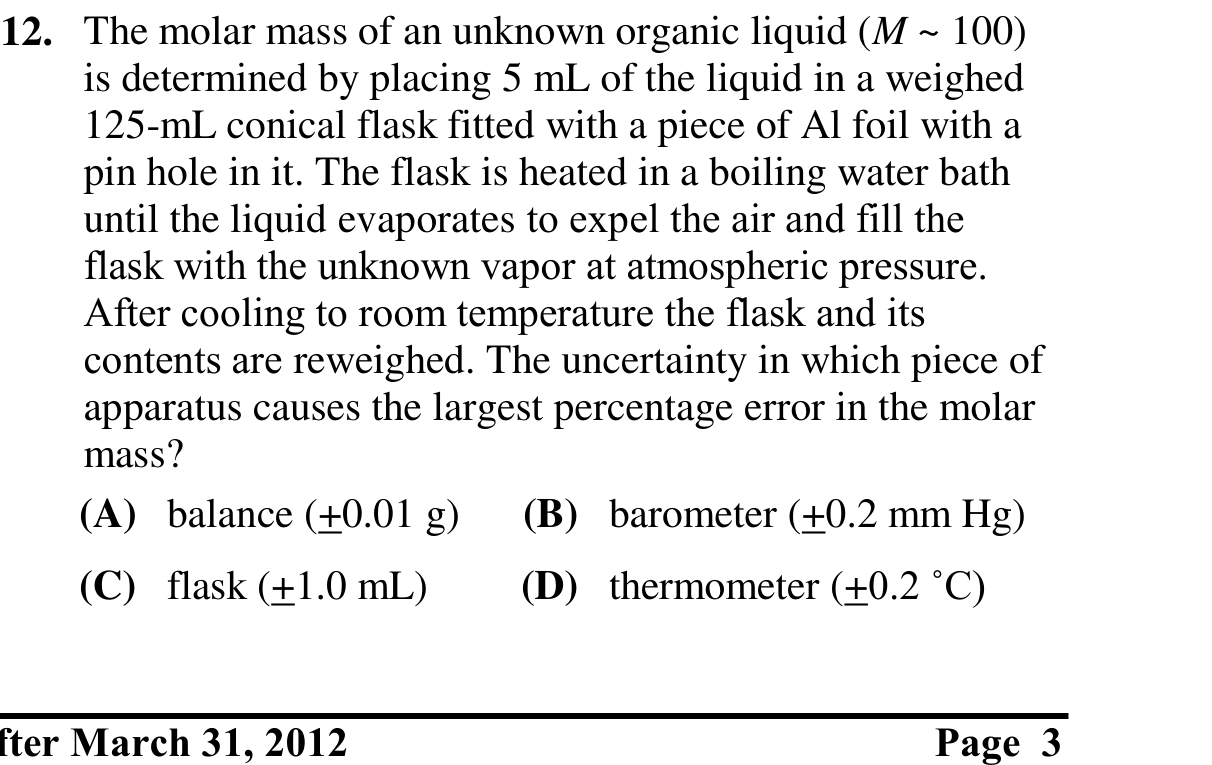 12. The molar mass of an unknown organic liquid (M ~ 100)
is determined by placing 5 mL of the liquid in a weighed
125-mL conical flask fitted with a piece of Al foil with a
pin hole in it. The flask is heated in a boiling water bath
until the liquid evaporates to expel the air and fill the
flask with the unknown vapor at atmospheric pressure.
After cooling to room temperature the flask and its
contents are reweighed. The uncertainty in which piece of
apparatus causes the largest percentage error in the molar
mass?
(A) balance (±0.01 g) (B) barometer (±0.2 mm Hg)
(C) flask (±1.0 mL) (D) thermometer (±0.2 ˚C)
fter March 31, 2012 Page 3